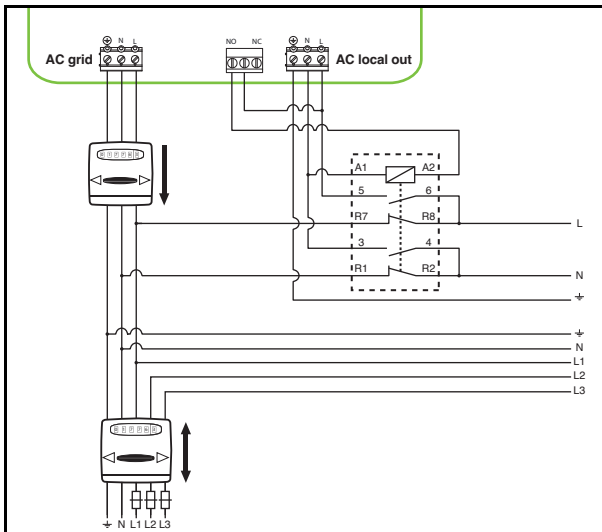 N L
NO NC
N L
AC grid
AC local out
A1 A2
5 6
R7 R8
L
3 4
R1 R2
N
N
L1
L2
L3
N L1 L2 L3